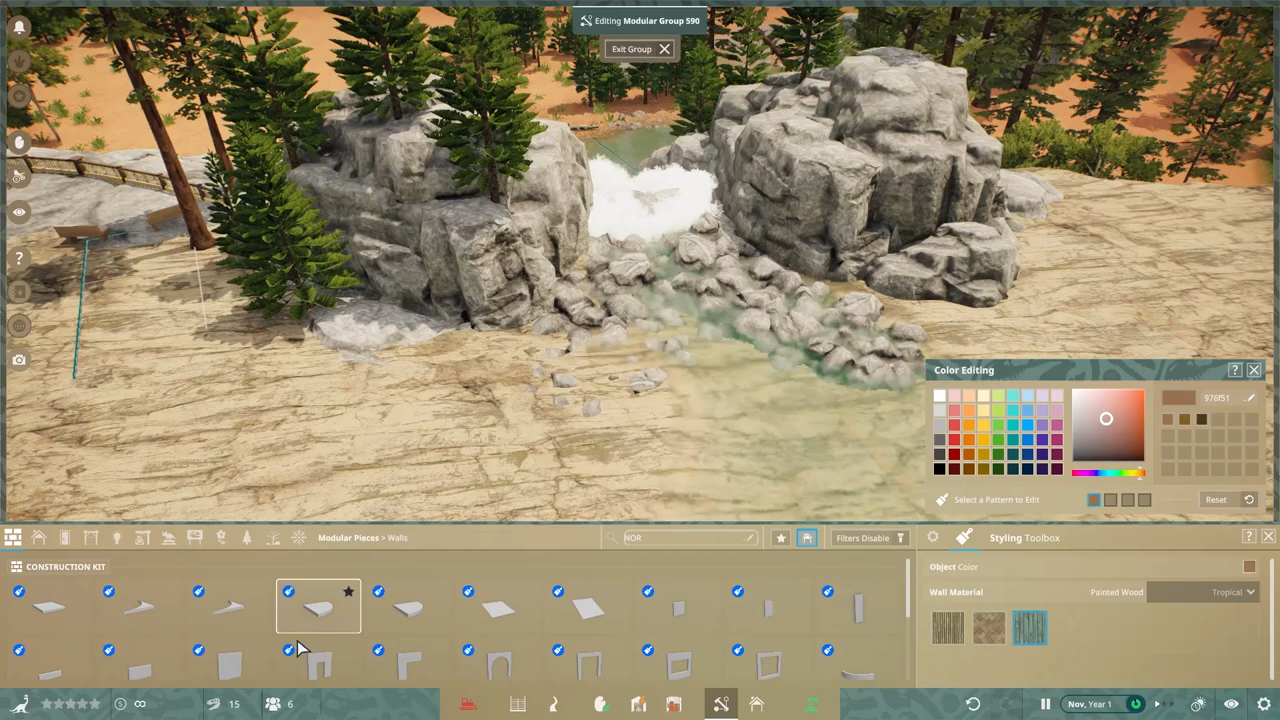 Editing Modular Group 590
Exit Group
Color Editing
?
976f51
Select a Pattern to Edit
Reset
Modular Pieces > Walls
NOR
Filters Disable
Styling Toolbox
?
CONSTRUCTION KIT
Object Color
Wall Material
Painted Wood
Tropical
?
∞
15
6
Nov, Year 1